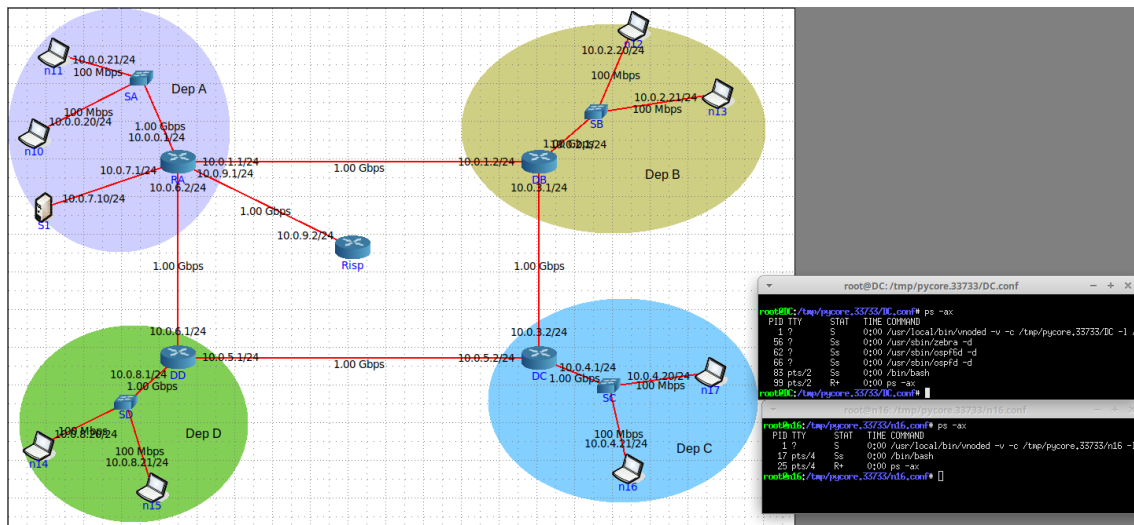 10.0.0.21/24
100 Mbps
n11
SA
Dep A
100 Mbps
10.0.0.20/24
n10
1.00 Gbps
10.0.0.1/24
10.0.7.1/24
10.0.1.1/24
10.0.9.1/24
RA
10.0.6.2/24
10.0.7.10/24
S1
1.00 Gbps
10.0.9.2/24
Risp
1.00 Gbps
n12
10.0.2.20/24
100 Mbps
10.0.2.21/24
100 Mbps
n13
SB
1.00 Gbps
10.0.1.2/24
DB
10.0.3.1/24
Dep B
1.00 Gbps
1.00 Gbps
10.0.6.1/24
10.0.5.1/24
DD
10.0.8.1/24
1.00 Gbps
SD
100 Mbps
10.0.8.20/24
n14
100 Mbps
10.0.8.21/24
n15
Dep D
1.00 Gbps
10.0.3.2/24
10.0.5.2/24
DC
10.0.4.1/24
1.00 Gbps
SC
10.0.4.20/24
100 Mbps
n17
100 Mbps
10.0.4.21/24
n16
Dep C
root@DC: /tmp/pycore.33733/DC.conf
root@DC:/tmp/pycore.33733/DC.conf# ps -ax
PID TTY STAT TIME COMMAND
1 ? S 0:00 /usr/local/bin/vnoded -v -c /tmp/pycore.33733/DC -l /
56 ? Ss 0:00 /usr/sbin/zebra -d
62 ? Ss 0:00 /usr/sbin/ospf6d -d
66 ? Ss 0:00 /usr/sbin/ospfd -d
83 pts/2 Ss 0:00 /bin/bash
99 pts/2 R+ 0:00 ps -ax
root@DC:/tmp/pycore.33733/DC.conf#
root@n16: /tmp/pycore.33733/n16.conf
root@n16:/tmp/pycore.33733/n16.conf# ps -ax
PID TTY STAT TIME COMMAND
1 ? S 0:00 /usr/local/bin/vnoded -v -c /tmp/pycore.33733/n16 -l
17 pts/4 Ss 0:00 /bin/bash
25 pts/4 R+ 0:00 ps -ax
root@n16:/tmp/pycore.33733/n16.conf#